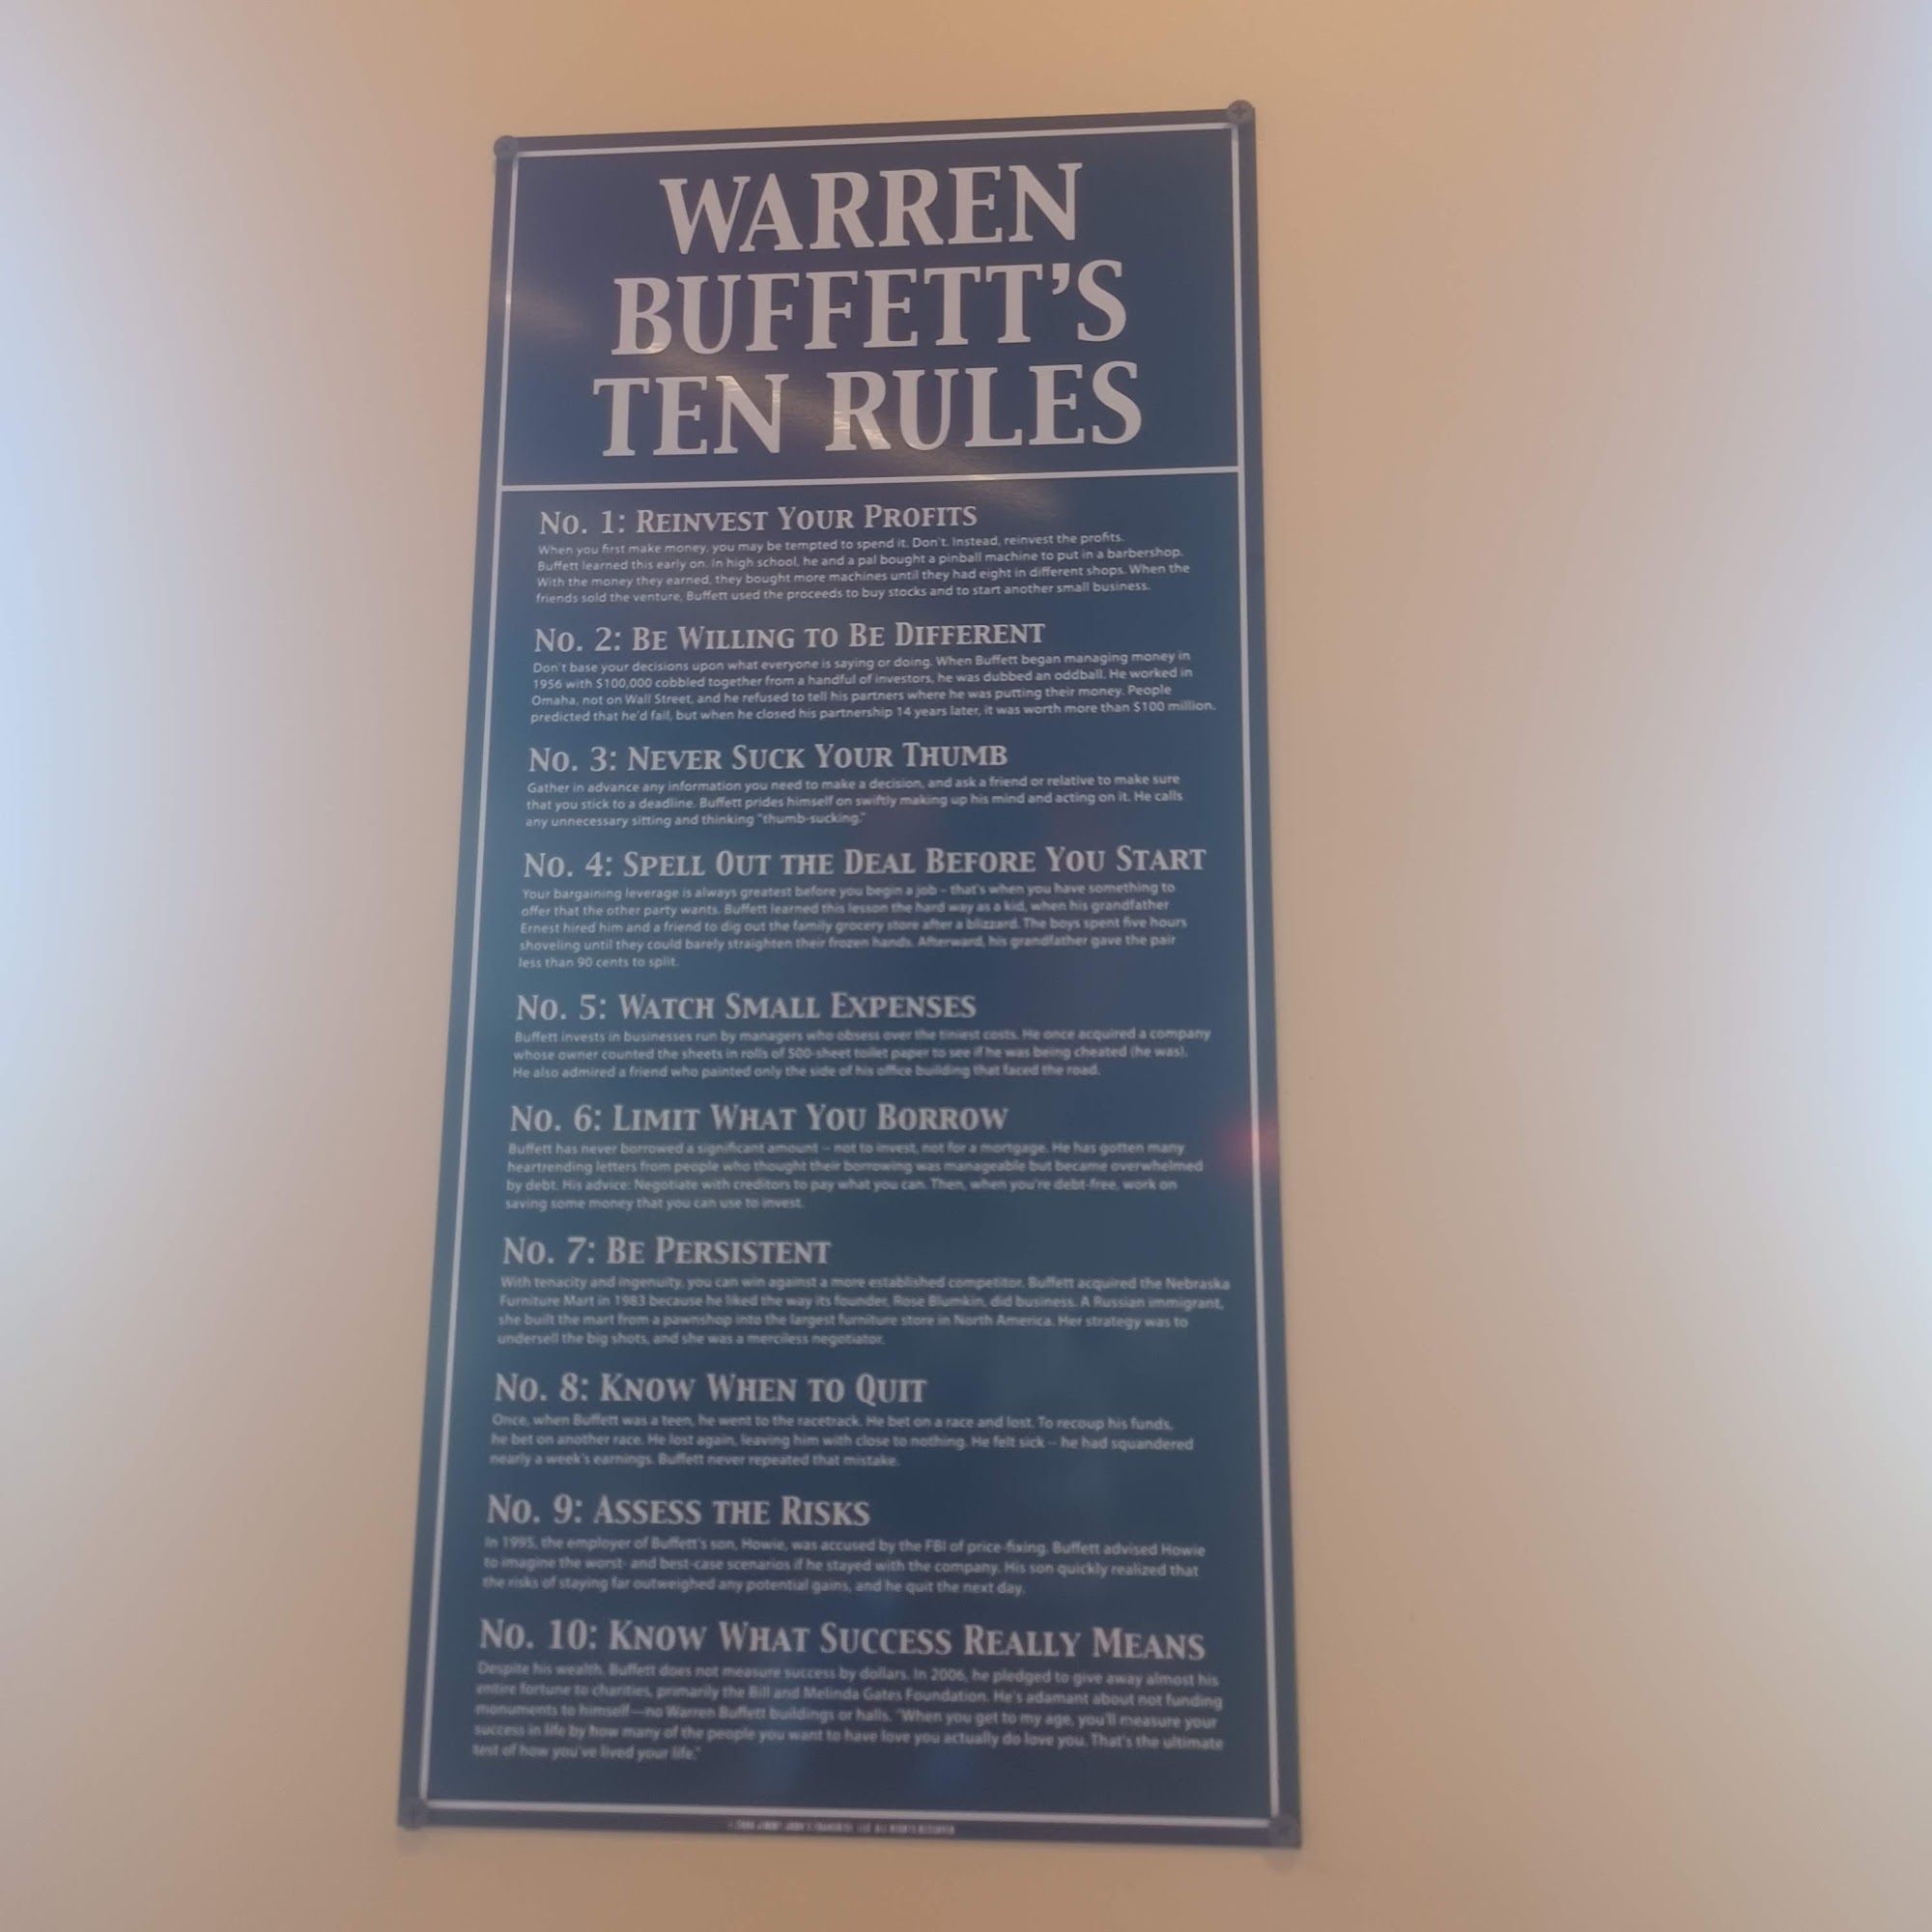 WARREN
BUFFETT'S
TEN RULES
No. 1: Reinvest Your Profits
When you first make money, you may be tempted to spend it. Don't. Instead, reinvest the profits.
Buffett learned this early on. In high school, he and a pal bought a pinball machine to put in a barbershop.
With the money they earned, they bought more machines until they had eight in different shops. When the
friends sold the venture, Buffett used the proceeds to buy stocks and to start another small business.
No. 2: Be Willing to Be Different
Don't base your decisions upon what everyone is saying or doing. When Buffett began managing money in
1956 with $100,000 cobbled together from a handful of investors, he was dubbed an oddball. He worked in
Omaha, not on Wall Street, and he refused to tell his partners where he was putting their money. People
predicted that he'd fail, but when he closed his partnership 14 years later, it was worth more than $100 million.
No. 3: Never Suck Your Thumb
Gather in advance any information you need to make a decision, and ask a friend or relative to make sure
that you stick to a deadline. Buffett prides himself on swiftly making up his mind and acting on it. He calls
any unnecessary sitting and thinking "thumb-sucking."
No. 4: Spell Out the Deal Before You Start
Your bargaining leverage is always greatest before you begin a job – that's when you have something to
offer that the other party wants. Buffett learned this lesson the hard way as a kid, when his grandfather
Ernest hired him and a friend to dig out the family grocery store after a blizzard. The boys spent five hours
shoveling until they could barely straighten their frozen hands. Afterward, his grandfather gave the pair
less than 90 cents to split.
No. 5: Watch Small Expenses
Buffett invests in businesses run by managers who obsess over the tiniest costs. He once acquired a company
whose owner counted the sheets in rolls of 500-sheet toilet paper to see if he was being cheated (he was).
He also admired a friend who painted only the side of his office building that faced the road.
No. 6: Limit What You Borrow
Buffett has never borrowed a significant amount – not to invest, not for a mortgage. He has gotten many
heartrending letters from people who thought their borrowing was manageable but became overwhelmed
by debt. His advice: Negotiate with creditors to pay what you can. Then, when you're debt-free, work on
saving some money that you can use to invest.
No. 7: Be Persistent
With tenacity and ingenuity, you can win against a more established competitor. Buffett acquired the Nebraska
Furniture Mart in 1983 because he liked the way its founder, Rose Blumkin, did business. A Russian immigrant,
she built the mart from a pawnshop into the largest furniture store in North America. Her strategy was to
undersell the big shots, and she was a merciless negotiator.
No. 8: Know When to Quit
Once, when Buffett was a teen, he went to the racetrack. He bet on a race and lost. To recoup his funds,
he bet on another race. He lost again, leaving him with close to nothing. He felt sick – he had squandered
nearly a week's earnings. Buffett never repeated that mistake.
No. 9: Assess the Risks
In 1995, the employer of Buffett's son, Howie, was accused by the FBI of price-fixing. Buffett advised Howie
to imagine the worst- and best-case scenarios if he stayed with the company. His son quickly realized that
the risks of staying far outweighed any potential gains, and he quit the next day.
No. 10: Know What Success Really Means
Despite his wealth, Buffett does not measure success by dollars. In 2006, he pledged to give away almost his
entire fortune to charities, primarily the Bill and Melinda Gates Foundation. He's adamant about not funding
monuments to himself—no Warren Buffett buildings or halls. "When you get to my age, you'll measure your
success in life by how many of the people you want to have love you actually do love you. That's the ultimate
test of how you've lived your life."